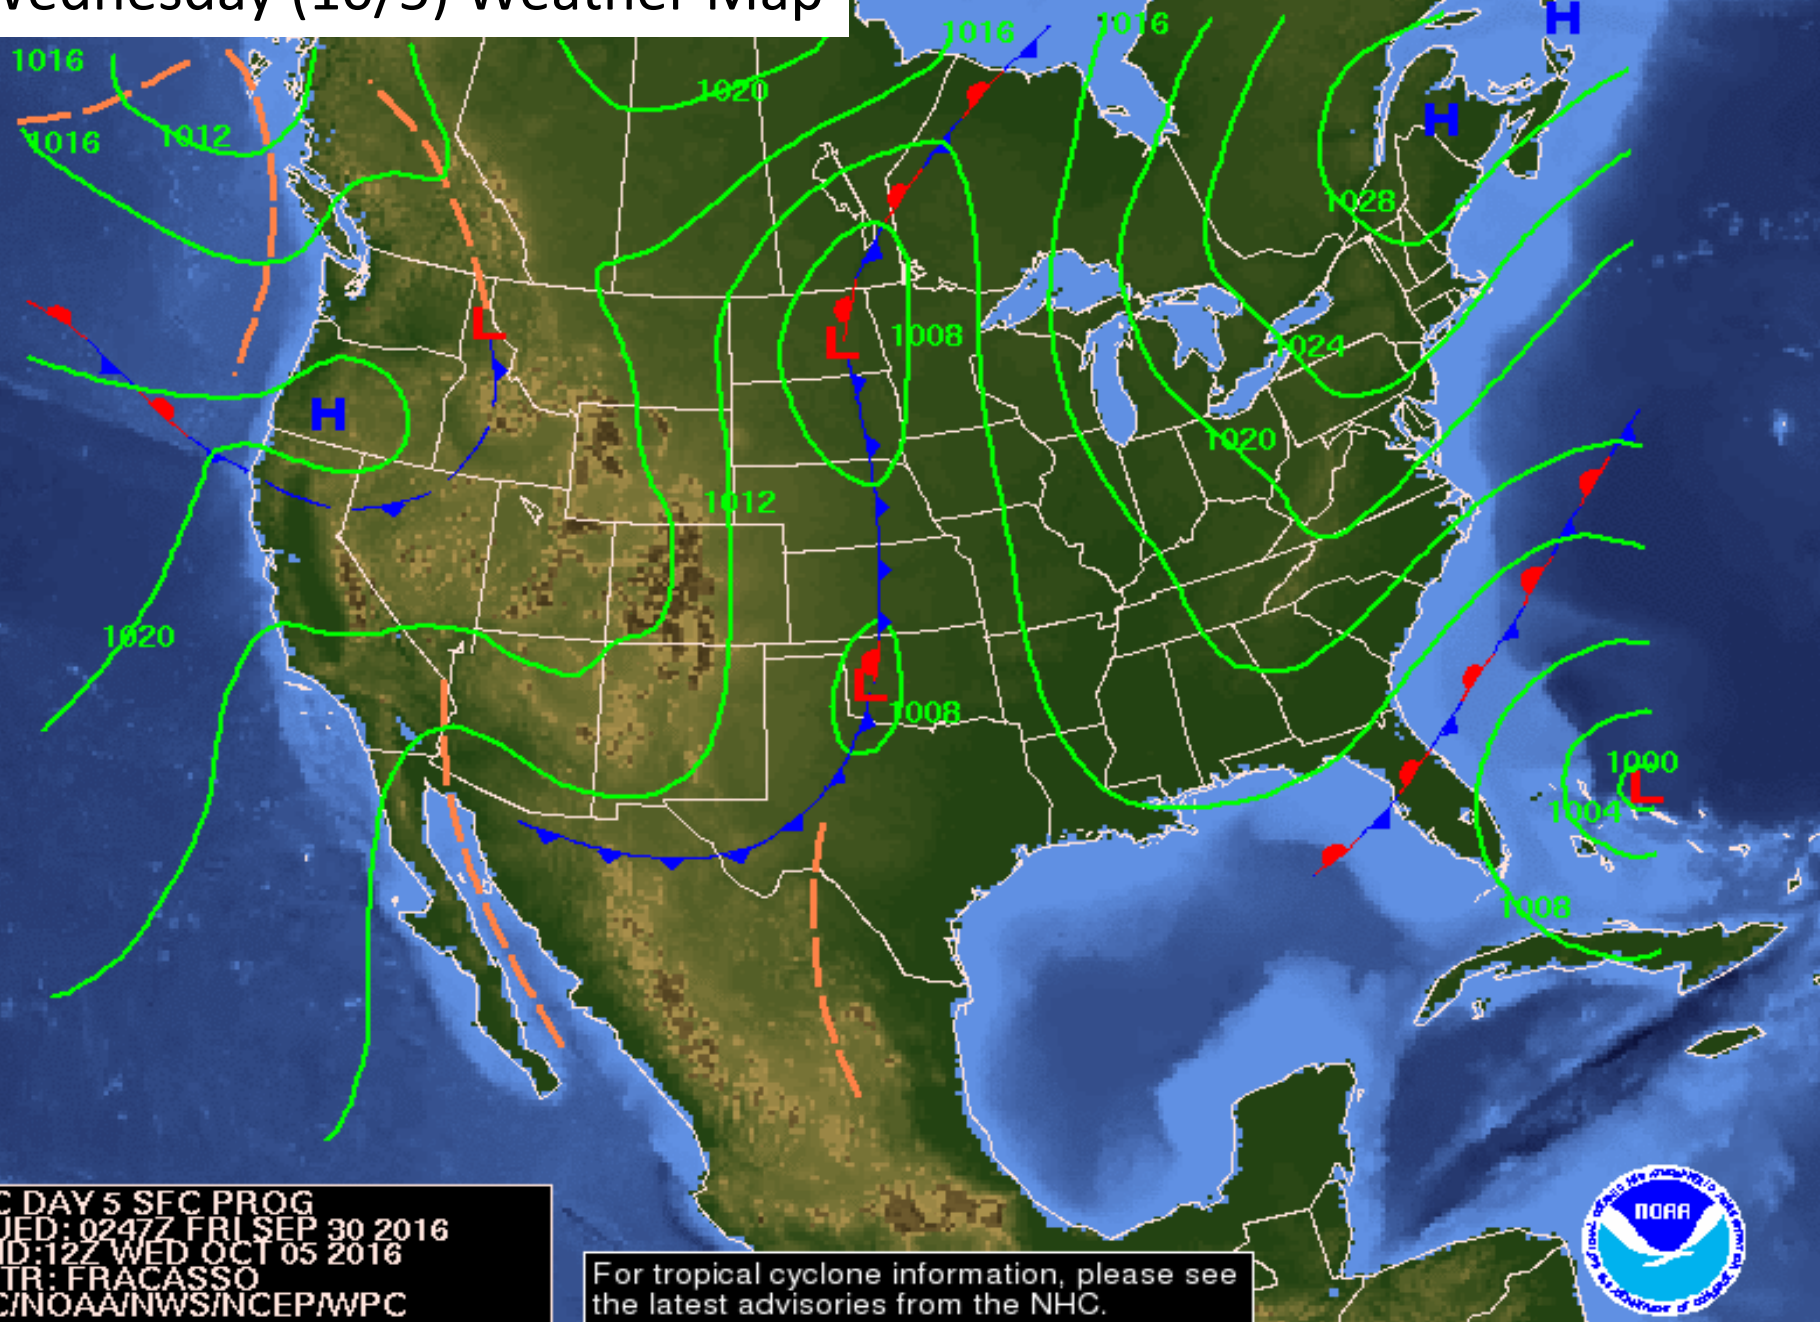 Wednesday (10/5) Weather Map
1016
1016
1016
1020
1016
1012
H
H
1028
L
L
1008
1024
H
1020
1012
1020
L
1008
1000
L
1004
1008
C DAY 5 SFC PROG
UED: 0247Z FRI SEP 30 2016
ID:12Z WED OCT 05 2016
TR: FRACASSO
C/NOAA/NWS/NCEP/WPC
For tropical cyclone information, please see
the latest advisories from the NHC.
NOAA